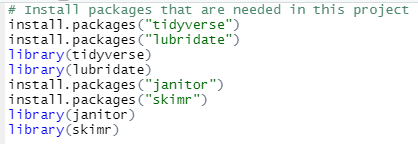 # Install packages that are needed in this project
install.packages("tidyverse")
install.packages("lubridate")
library(tidyverse)
library(lubridate)
install.packages("janitor")
install.packages("skimr")
library(janitor)
library(skimr)